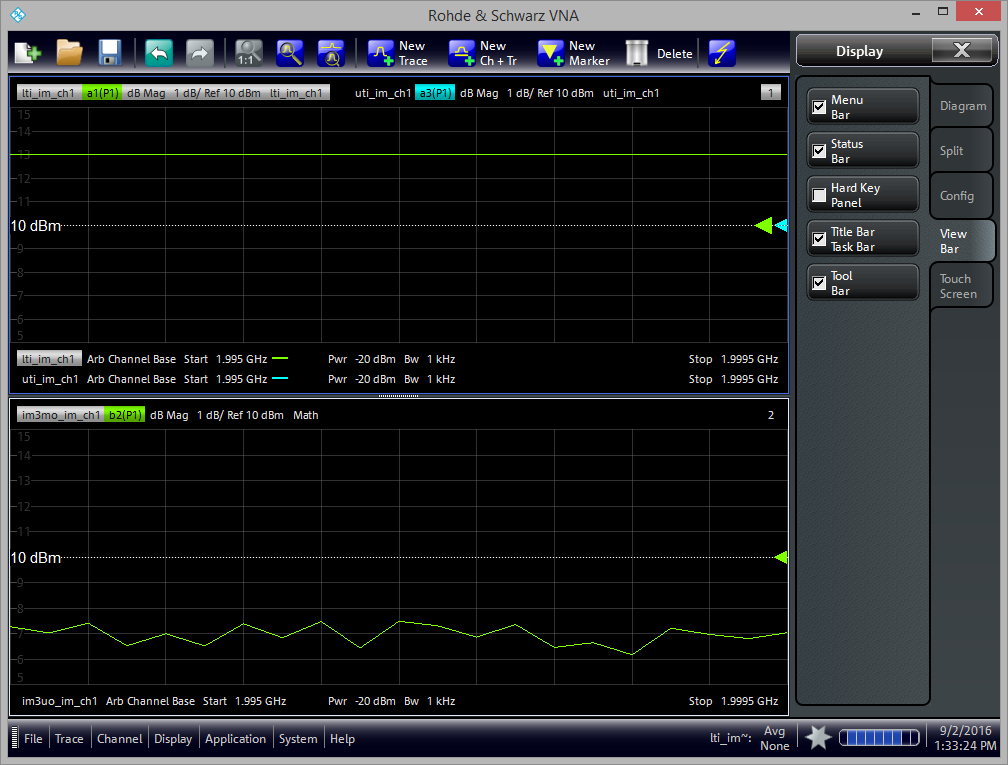 Rohde & Schwarz VNA
1:1
New Trace
New Ch + Tr
New Marker
Delete
Display
lti_im_ch1 a1(P1) dB Mag 1 dB/ Ref 10 dBm lti_im_ch1 uti_im_ch1 a3(P1) dB Mag 1 dB/ Ref 10 dBm uti_im_ch1 1
15
14
13
12
11
10 dBm
9
8
7
6
5
lti_im_ch1 Arb Channel Base Start 1.995 GHz Pwr -20 dBm Bw 1 kHz Stop 1.9995 GHz
uti_im_ch1 Arb Channel Base Start 1.995 GHz Pwr -20 dBm Bw 1 kHz Stop 1.9995 GHz
im3mo_im_ch1 b2(P1) dB Mag 1 dB/ Ref 10 dBm Math 2
15
14
13
12
11
10 dBm
9
8
7
6
5
im3uo_im_ch1 Arb Channel Base Start 1.995 GHz Pwr -20 dBm Bw 1 kHz Stop 1.9995 GHz
Menu
Bar
Status
Bar
Hard Key
Panel
Title Bar
Task Bar
Tool
Bar
Diagram
Split
Config
View
Bar
Touch
Screen
File Trace Channel Display Application System Help
lti_im~:
Avg
None
9/2/2016
1:33:24 PM